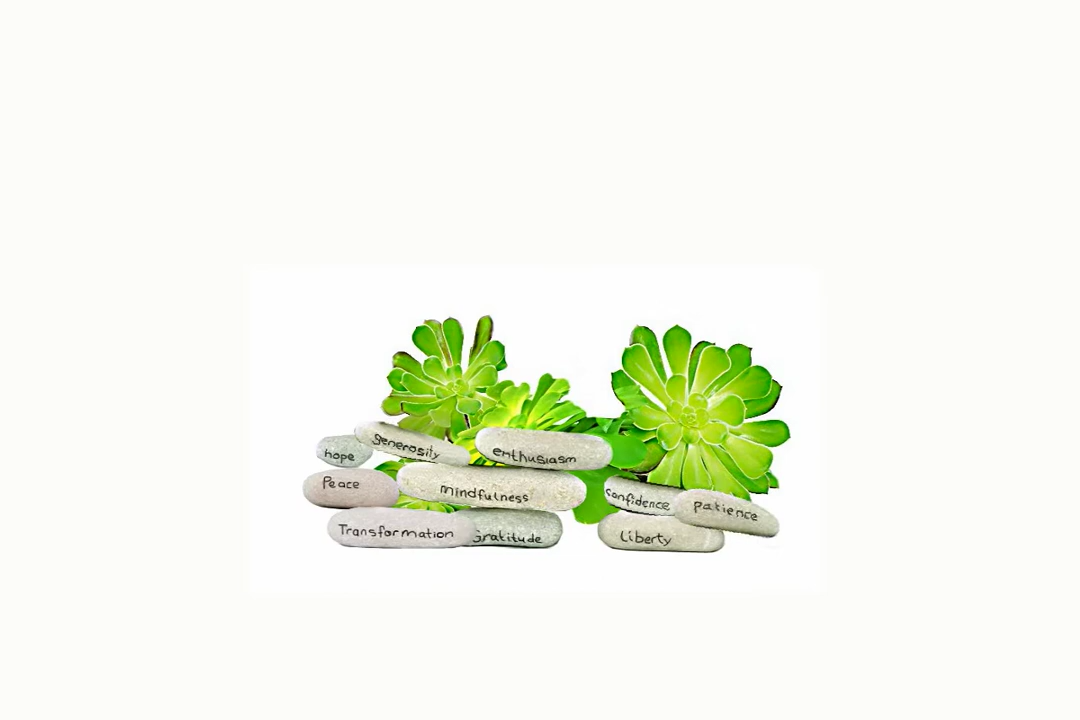 generosity
hope
enthusiasm
Peace
mindfulness
confidence
patience
Transformation
Gratitude
Liberty